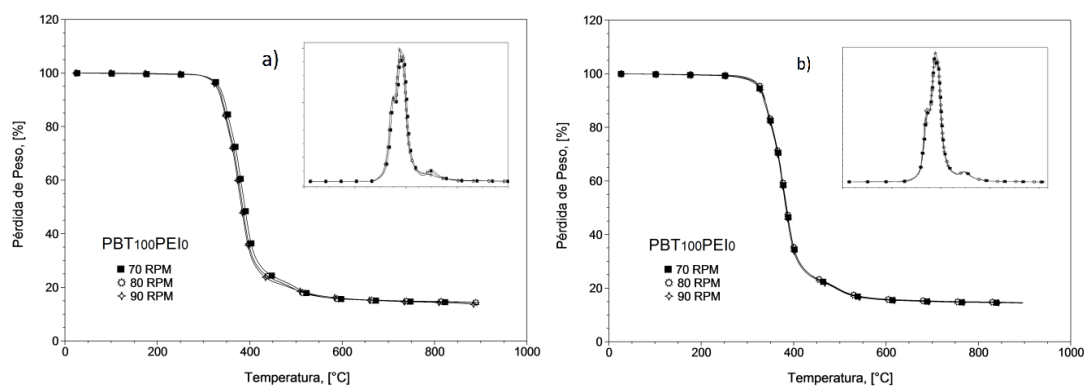 120
100
80
60
40
20
0
0 200 400 600 800 1000
Pérdida de Peso, [%]
Temperatura, [°C]
a)
PBT100PEI0
70 RPM
80 RPM
90 RPM
120
100
80
60
40
20
0
0 200 400 600 800 1000
Pérdida de Peso, [%]
Temperatura, [°C]
b)
PBT100PEI0
70 RPM
80 RPM
90 RPM